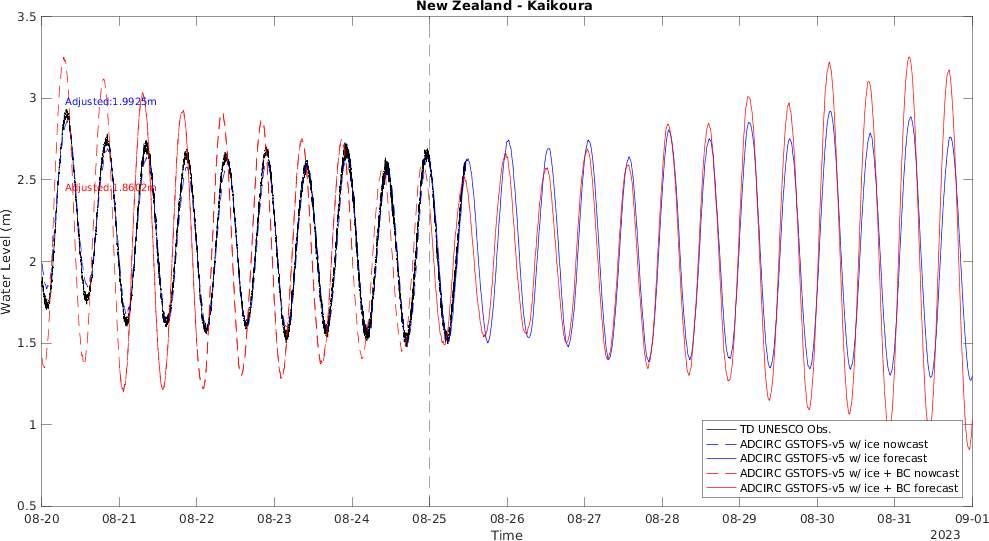 New Zealand - Kaikoura
3.5
3
2.5
2
1.5
1
0.5
Water Level (m)
Adjusted:1.9925m
Adjusted:1.8602m
TD UNESCO Obs.
ADCIRC GSTOFS-v5 w/ ice nowcast
ADCIRC GSTOFS-v5 w/ ice forecast
ADCIRC GSTOFS-v5 w/ ice + BC nowcast
ADCIRC GSTOFS-v5 w/ ice + BC forecast
08-20 08-21 08-22 08-23 08-24 08-25 08-26 08-27 08-28 08-29 08-30 08-31 09-01
Time
2023